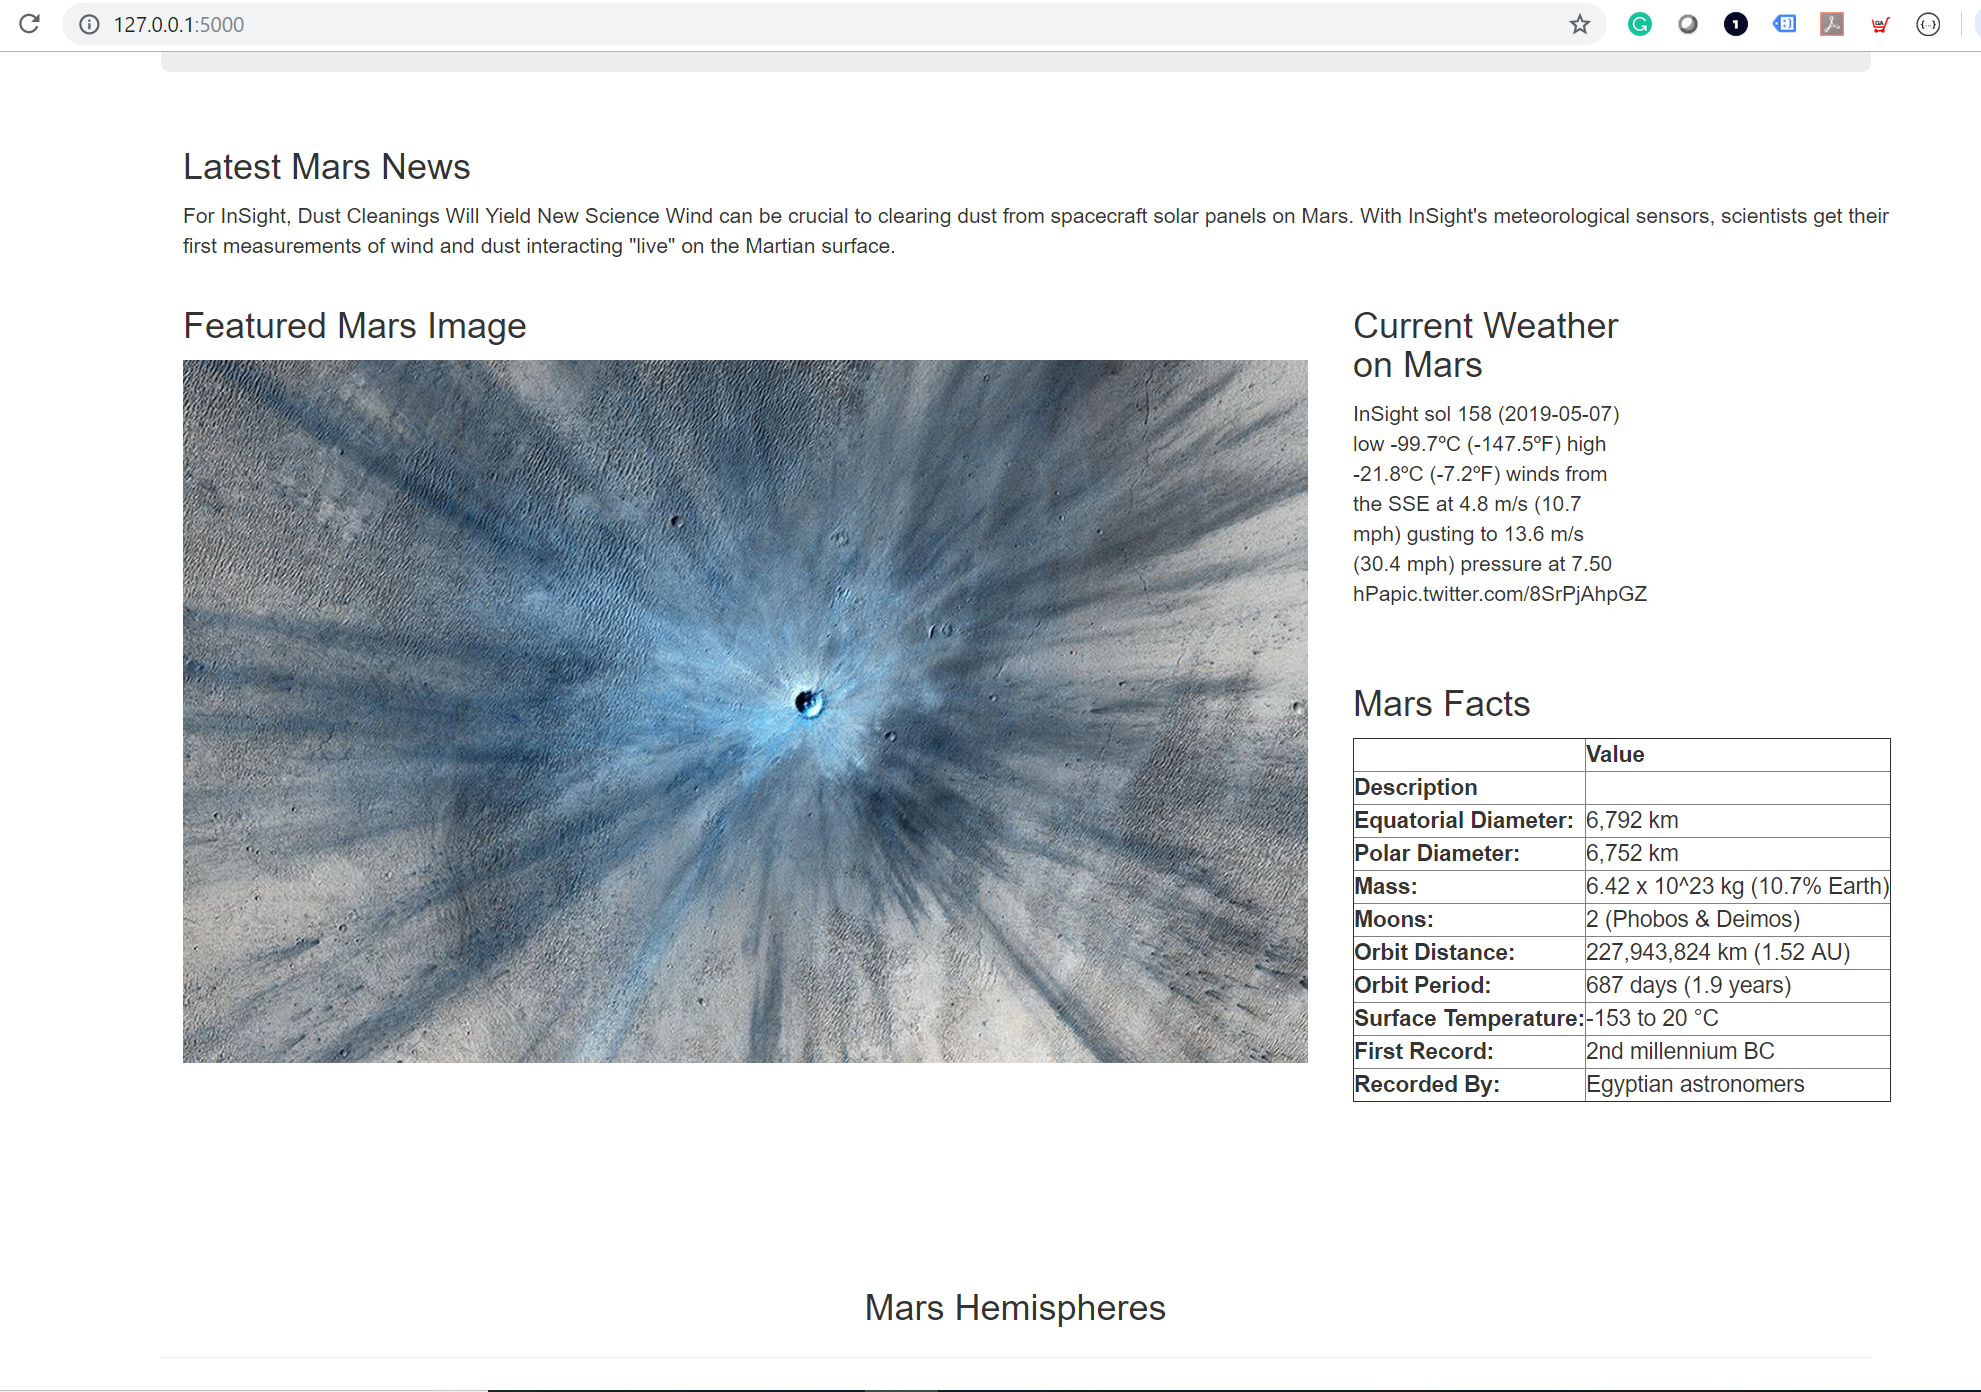 127.0.0.1:5000
Latest Mars News
For InSight, Dust Cleanings Will Yield New Science Wind can be crucial to clearing dust from spacecraft solar panels on Mars. With InSight's meteorological sensors, scientists get their
first measurements of wind and dust interacting "live" on the Martian surface.
Featured Mars Image
Current Weather
on Mars
InSight sol 158 (2019-05-07)
low -99.7ºC (-147.5ºF) high
-21.8ºC (-7.2ºF) winds from
the SSE at 4.8 m/s (10.7
mph) gusting to 13.6 m/s
(30.4 mph) pressure at 7.50
hPapic.twitter.com/8SrPjAhpGZ
Mars Facts
Value
Description
Equatorial Diameter: 6,792 km
Polar Diameter: 6,752 km
Mass: 6.42 x 10^23 kg (10.7% Earth)
Moons: 2 (Phobos & Deimos)
Orbit Distance: 227,943,824 km (1.52 AU)
Orbit Period: 687 days (1.9 years)
Surface Temperature: -153 to 20 °C
First Record: 2nd millennium BC
Recorded By: Egyptian astronomers
Mars Hemispheres